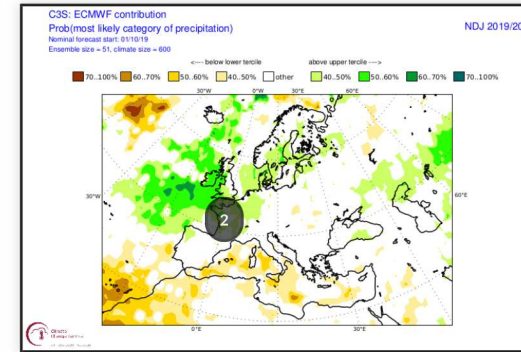 C3S: ECMWF contribution
Prob(most likely category of precipitation)
NDJ 2019/20
Nominal forecast start: 01/10/19
Ensemble size = 51, climate size = 600
<---- below lower tercile
above upper tercile ---->
70..100%
60..70%
50..60%
40..50%
other
40..50%
50..60%
60..70%
70..100%
30°W
0°W
30°E
60°E
30°W
60°E
2
0°E
30°E